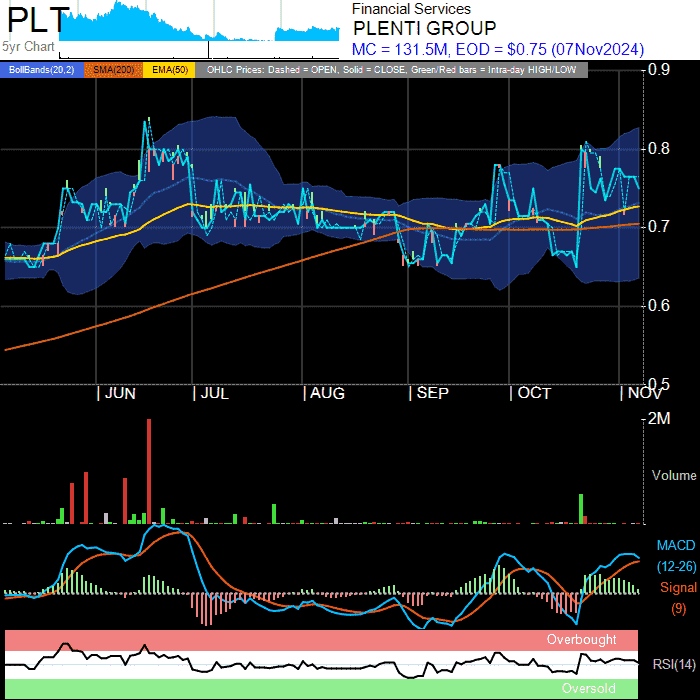 PLT
5yr Chart
Financial Services
PLENTI GROUP
MC = 131.5M, EOD = $0.75 (07Nov2024)
BollBands(20,2) SMA(200) EMA(50) OHLC Prices: Dashed = OPEN, Solid = CLOSE, Green/Red bars = Intra-day HIGH/LOW
0.9
0.8
0.7
0.6
0.5
JUN JUL AUG SEP OCT NOV
2M
Volume
MACD
(12-26)
Signal
(9)
Overbought
RSI(14)
Oversold